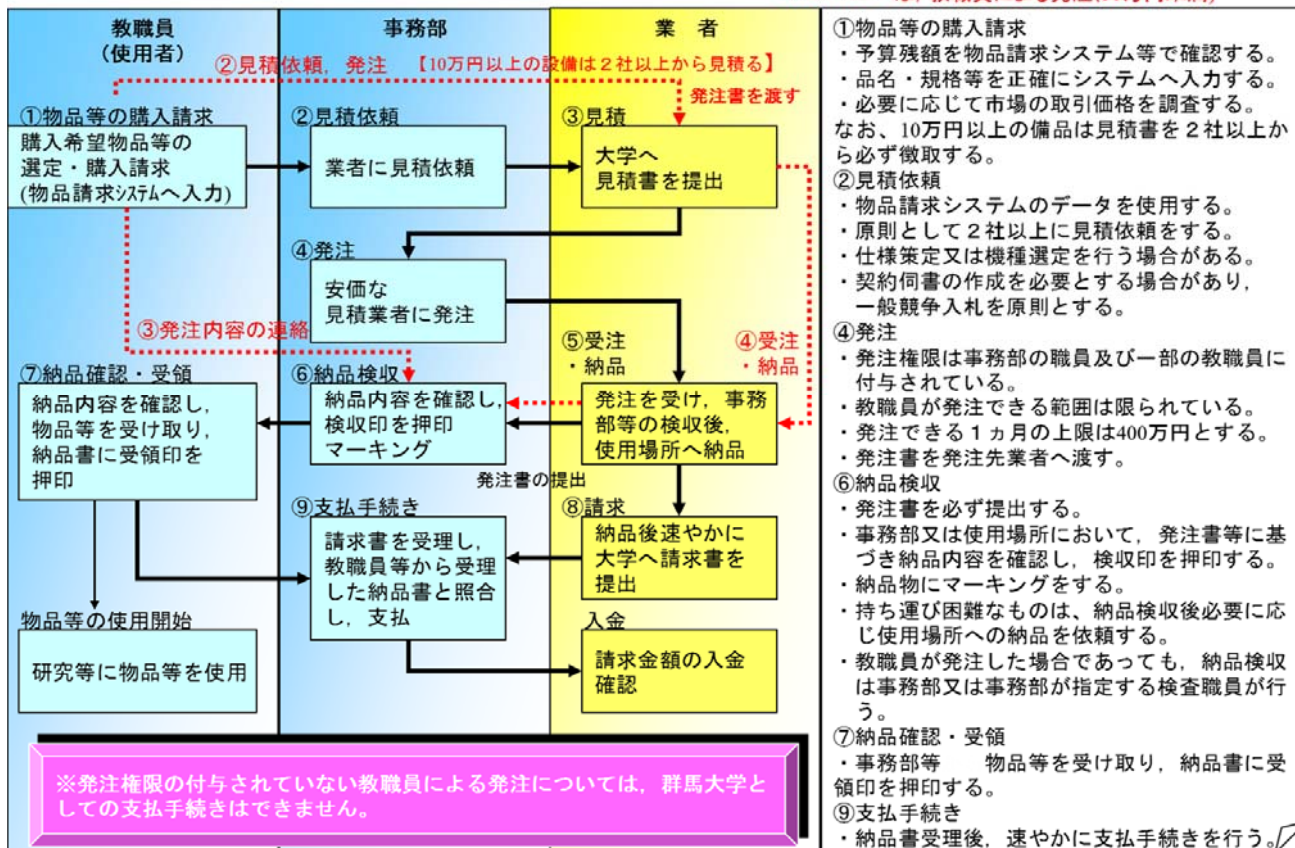 教職員
(使用者)
事務部
業 者
②見積依頼, 発注 【10万円以上の設備は２社以上から見積る】
発注書を渡す
①物品等の購入請求
購入希望物品等の
選定・購入請求
(物品請求ｼｽﾃﾑへ入力)
②見積依頼
業者に見積依頼
③見積
大学へ
見積書を提出
④発注
安価な
見積業者に発注
③発注内容の連絡
⑤受注
・納品
④受注
・納品
⑦納品確認・受領
納品内容を確認し,
物品等を受け取り,
納品書に受領印を
押印
⑥納品検収
納品内容を確認し,
検収印を押印
マーキング
発注を受け, 事務
部等の検収後,
使用場所へ納品
発注書の提出
⑨支払手続き
請求書を受理し,
教職員等から受理
した納品書と照合
し, 支払
⑧請求
納品後速やかに
大学へ請求書を
提出
物品等の使用開始
研究等に物品等を使用
入金
請求金額の入金
確認
※発注権限の付与されていない教職員による発注については, 群馬大学と
しての支払手続きはできません。
①物品等の購入請求
・予算残額を物品請求システム等で確認する。
・品名・規格等を正確にシステムへ入力する。
・必要に応じて市場の取引価格を調査する。
なお、10万円以上の備品は見積書を２社以上か
ら必ず徴取する。
②見積依頼
・物品請求システムのデータを使用する。
・原則として２社以上に見積依頼をする。
・仕様策定又は機種選定を行う場合がある。
・契約伺書の作成を必要とする場合があり,
一般競争入札を原則とする。
④発注
・発注権限は事務部の職員及び一部の教職員に
付与されている。
・教職員が発注できる範囲は限られている。
・発注できる１ヵ月の上限は400万円とする。
・発注書を発注先業者へ渡す。
⑥納品検収
・発注書を必ず提出する。
・事務部又は使用場所において, 発注書等に基
づき納品内容を確認し, 検収印を押印する。
・納品物にマーキングをする。
・持ち運び困難なものは、納品検収後必要に応
じ使用場所への納品を依頼する。
・教職員が発注した場合であっても, 納品検収
は事務部又は事務部が指定する検査職員が行
う。
⑦納品確認・受領
・事務部等 物品等を受け取り, 納品書に受
領印を押印する。
⑨支払手続き
・納品書受理後, 速やかに支払手続きを行う。